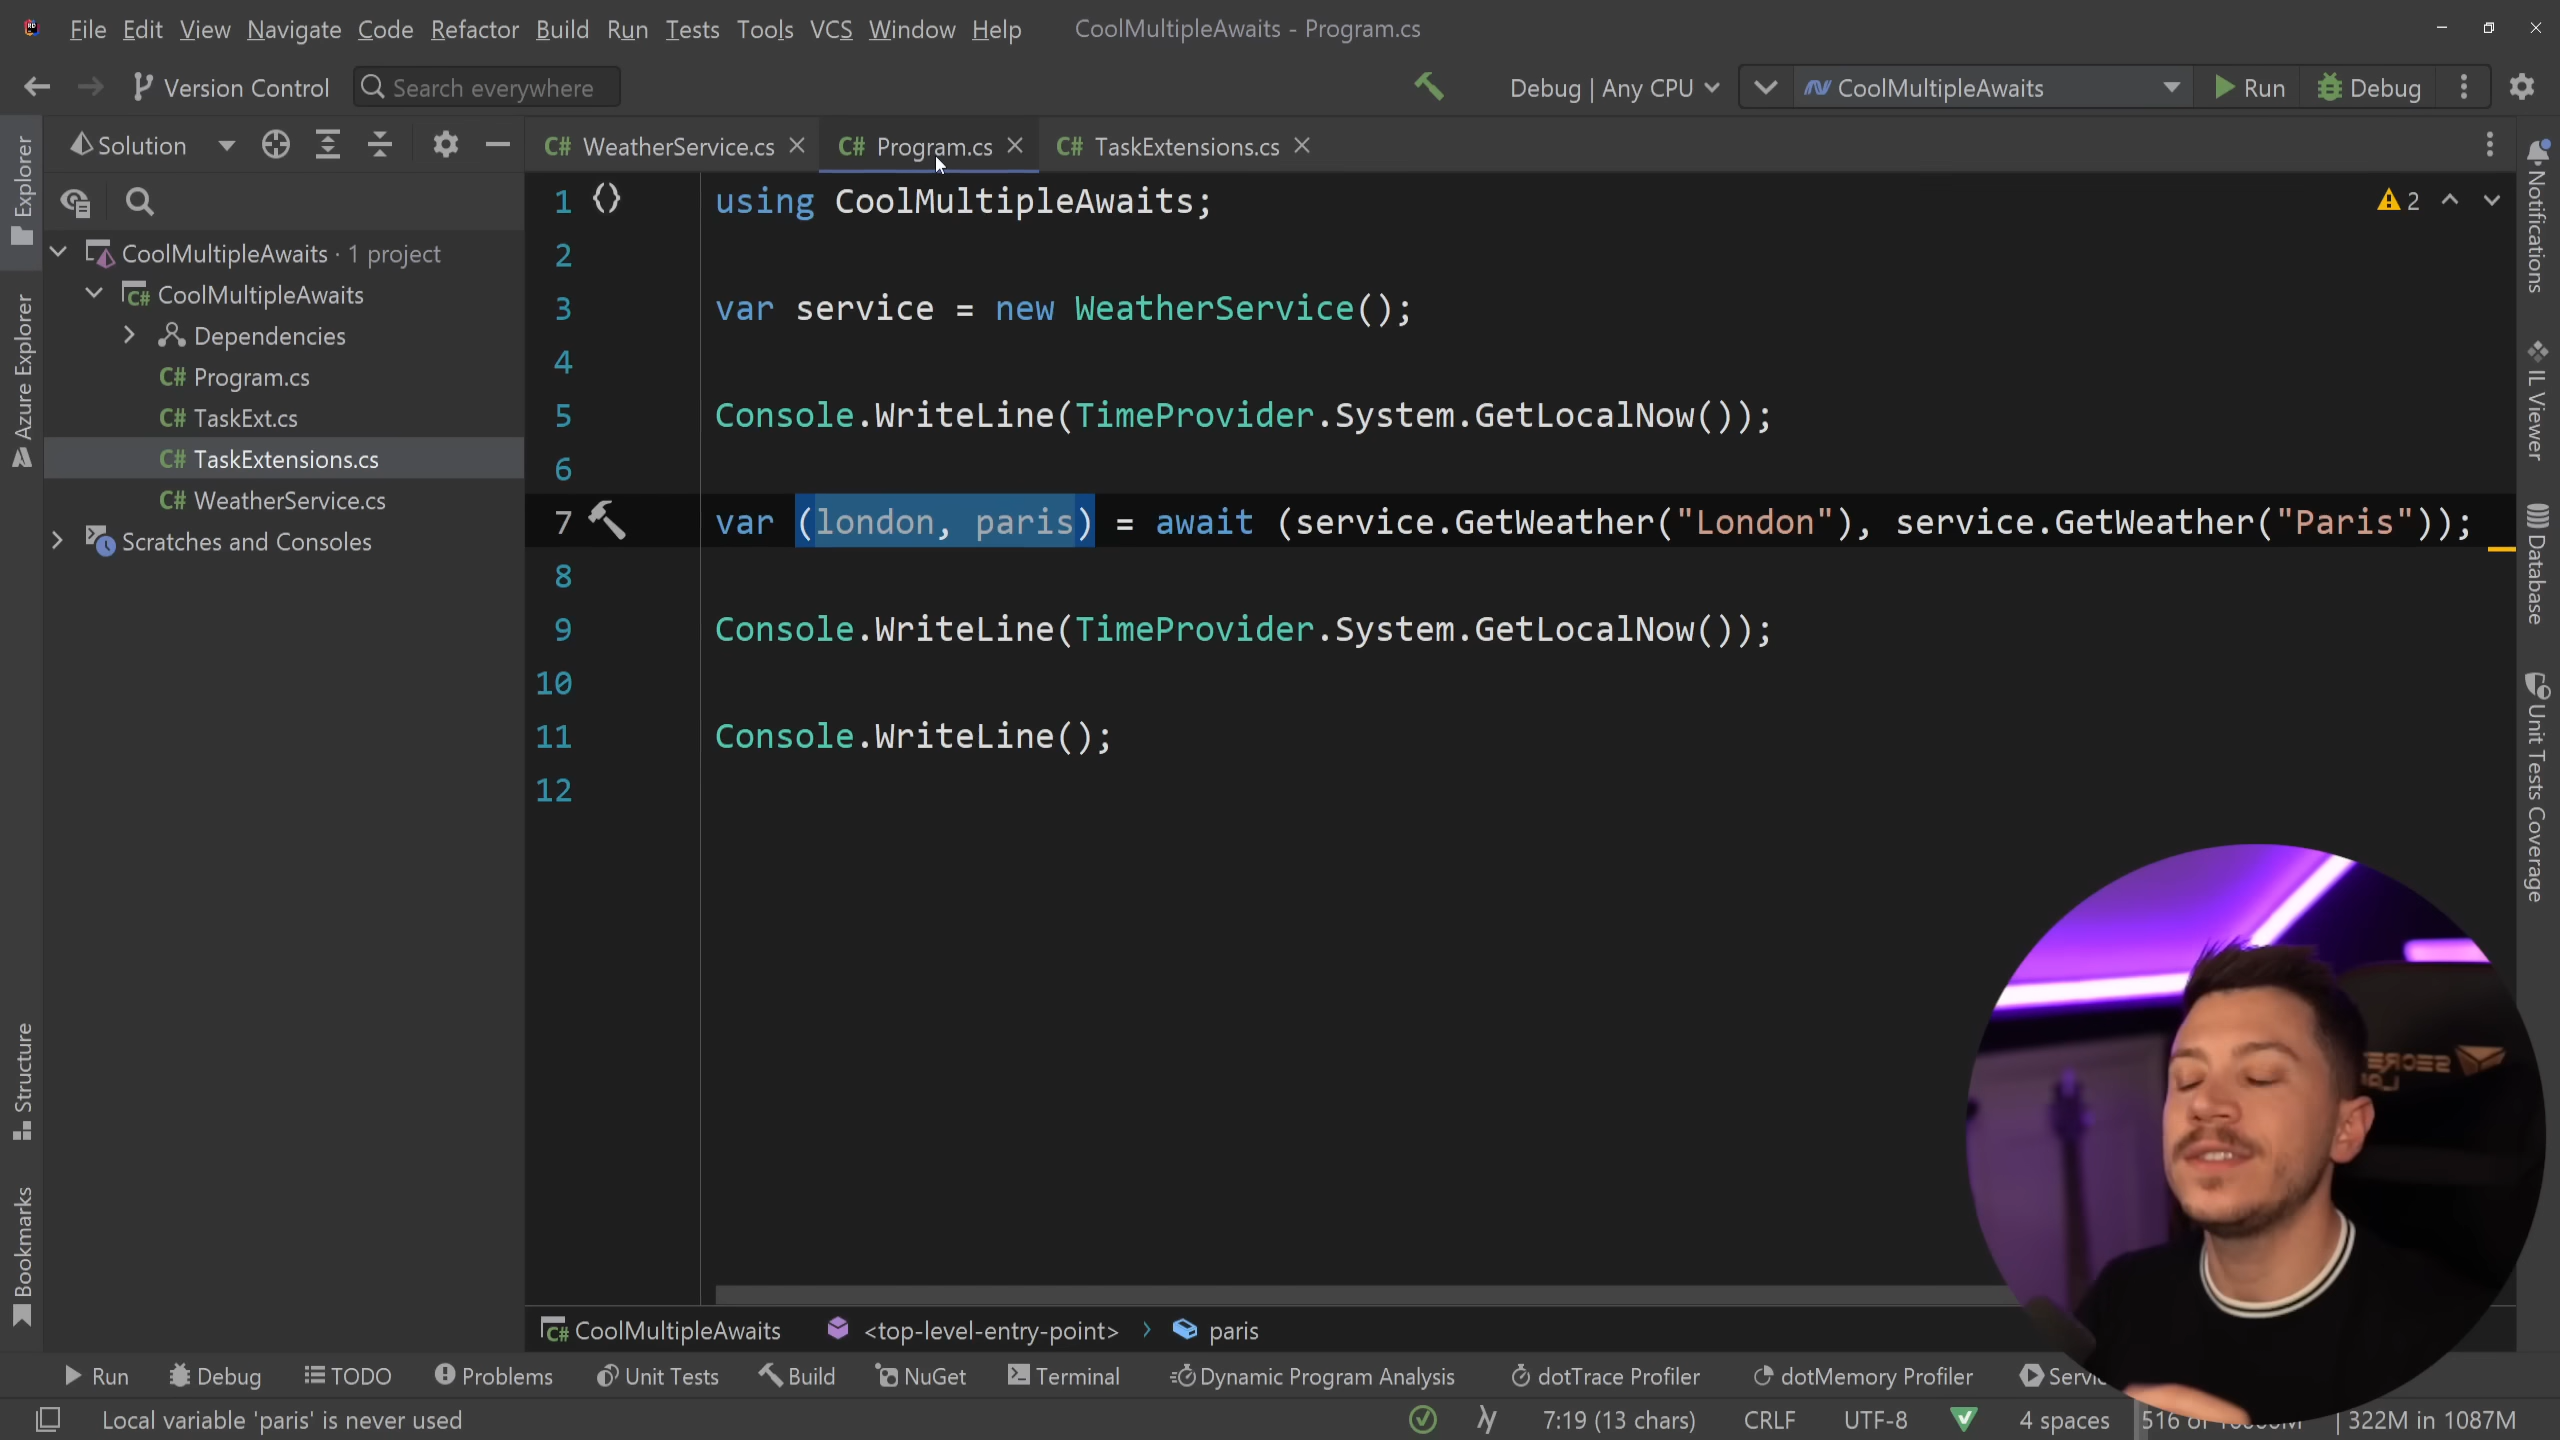 File Edit View Navigate Code Refactor Build Run Tests Tools VCS Window Help CoolMultipleAwaits - Program.cs
Version Control Search everywhere Debug | Any CPU CoolMultipleAwaits Run Debug
Solution
WeatherService.cs
C# Program.cs
C# TaskExtensions.cs
C#
Explorer
Azure Explorer
Structure
Bookmarks
CoolMultipleAwaits · 1 project
C# CoolMultipleAwaits
Dependencies
C# Program.cs
C# TaskExt.cs
C# TaskExtensions.cs
C# WeatherService.cs
Scratches and Consoles
1 using CoolMultipleAwaits;
2
3 var service = new WeatherService();
4
5 Console.WriteLine(TimeProvider.System.GetLocalNow());
6
7 var (london, paris) = await (service.GetWeather("London"), service.GetWeather("Paris"));
8
9 Console.WriteLine(TimeProvider.System.GetLocalNow());
10
11 Console.WriteLine();
12
2
Notifications
IL Viewer
Database
Unit Tests Coverage
SECRE
C# CoolMultipleAwaits <top-level-entry-point> › paris
Run Debug TODO Problems Unit Tests Build NuGet Terminal Dynamic Program Analysis dotTrace Profiler dotMemory Profiler
Local variable 'paris' is never used 7:19 (13 chars) CRLF UTF-8 4 spaces 516 322M in 1087M